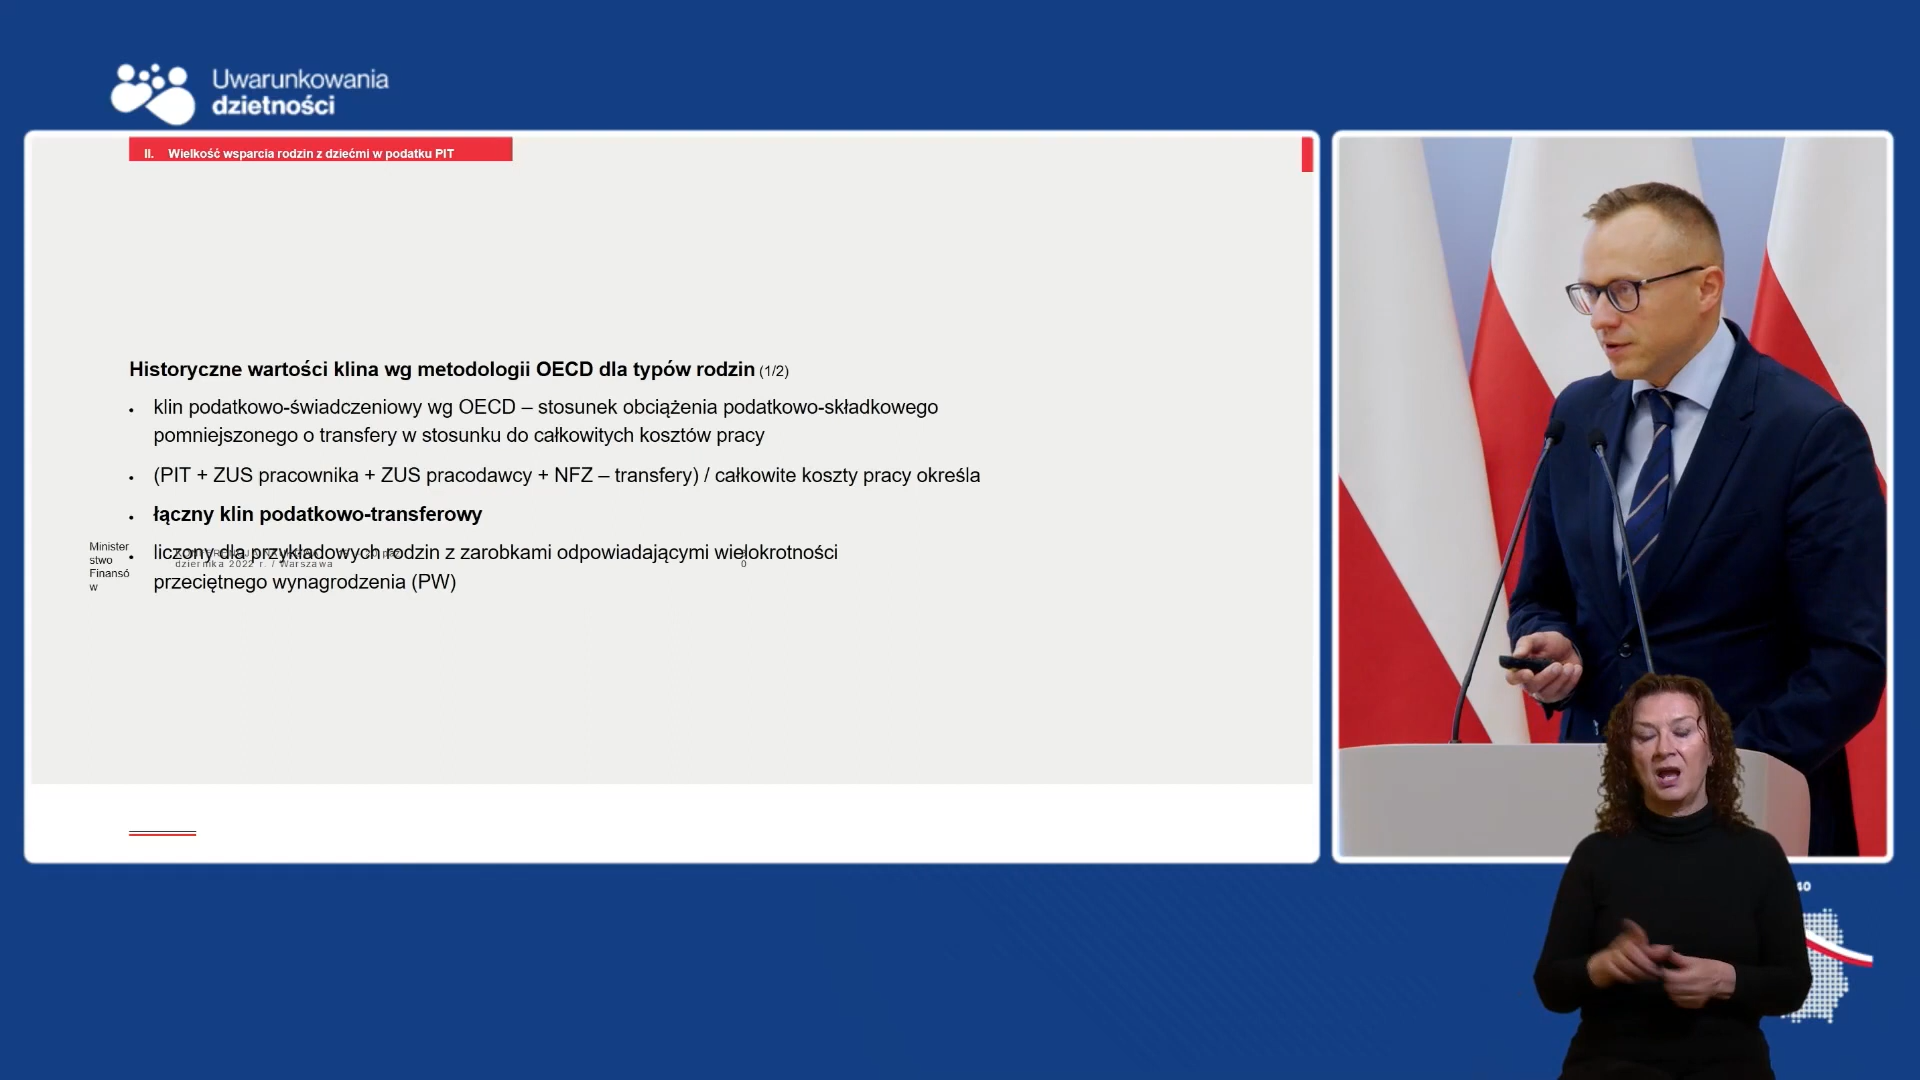 Uwarunkowania
dzietności
II. Wielkość wsparcia rodzin z dziećmi w podatku PIT
Historyczne wartości klina wg metodologii OECD dla typów rodzin (1/2)
• klin podatkowo-świadczeniowy wg OECD – stosunek obciążenia podatkowo-składkowego
pomniejszonego o transfery w stosunku do całkowitych kosztów pracy
• (PIT + ZUS pracownika + ZUS pracodawcy + NFZ – transfery) / całkowite koszty pracy określa
• łączny klin podatkowo-transferowy
• liczony dla przykładowych rodzin z zarobkami odpowiadającymi wielokrotności
przeciętnego wynagrodzenia (PW)
Minister
stwo
Finansó
w
dziernika 2022 r. / Warszawa
0
40